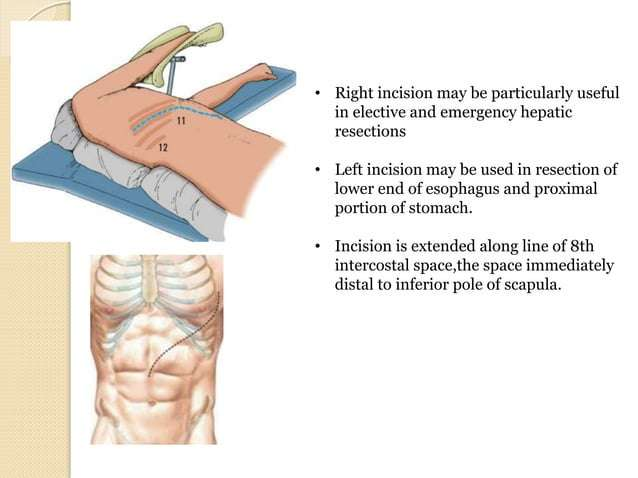 11
12
• Right incision may be particularly useful
in elective and emergency hepatic
resections
• Left incision may be used in resection of
lower end of esophagus and proximal
portion of stomach.
• Incision is extended along line of 8th
intercostal space,the space immediately
distal to inferior pole of scapula.